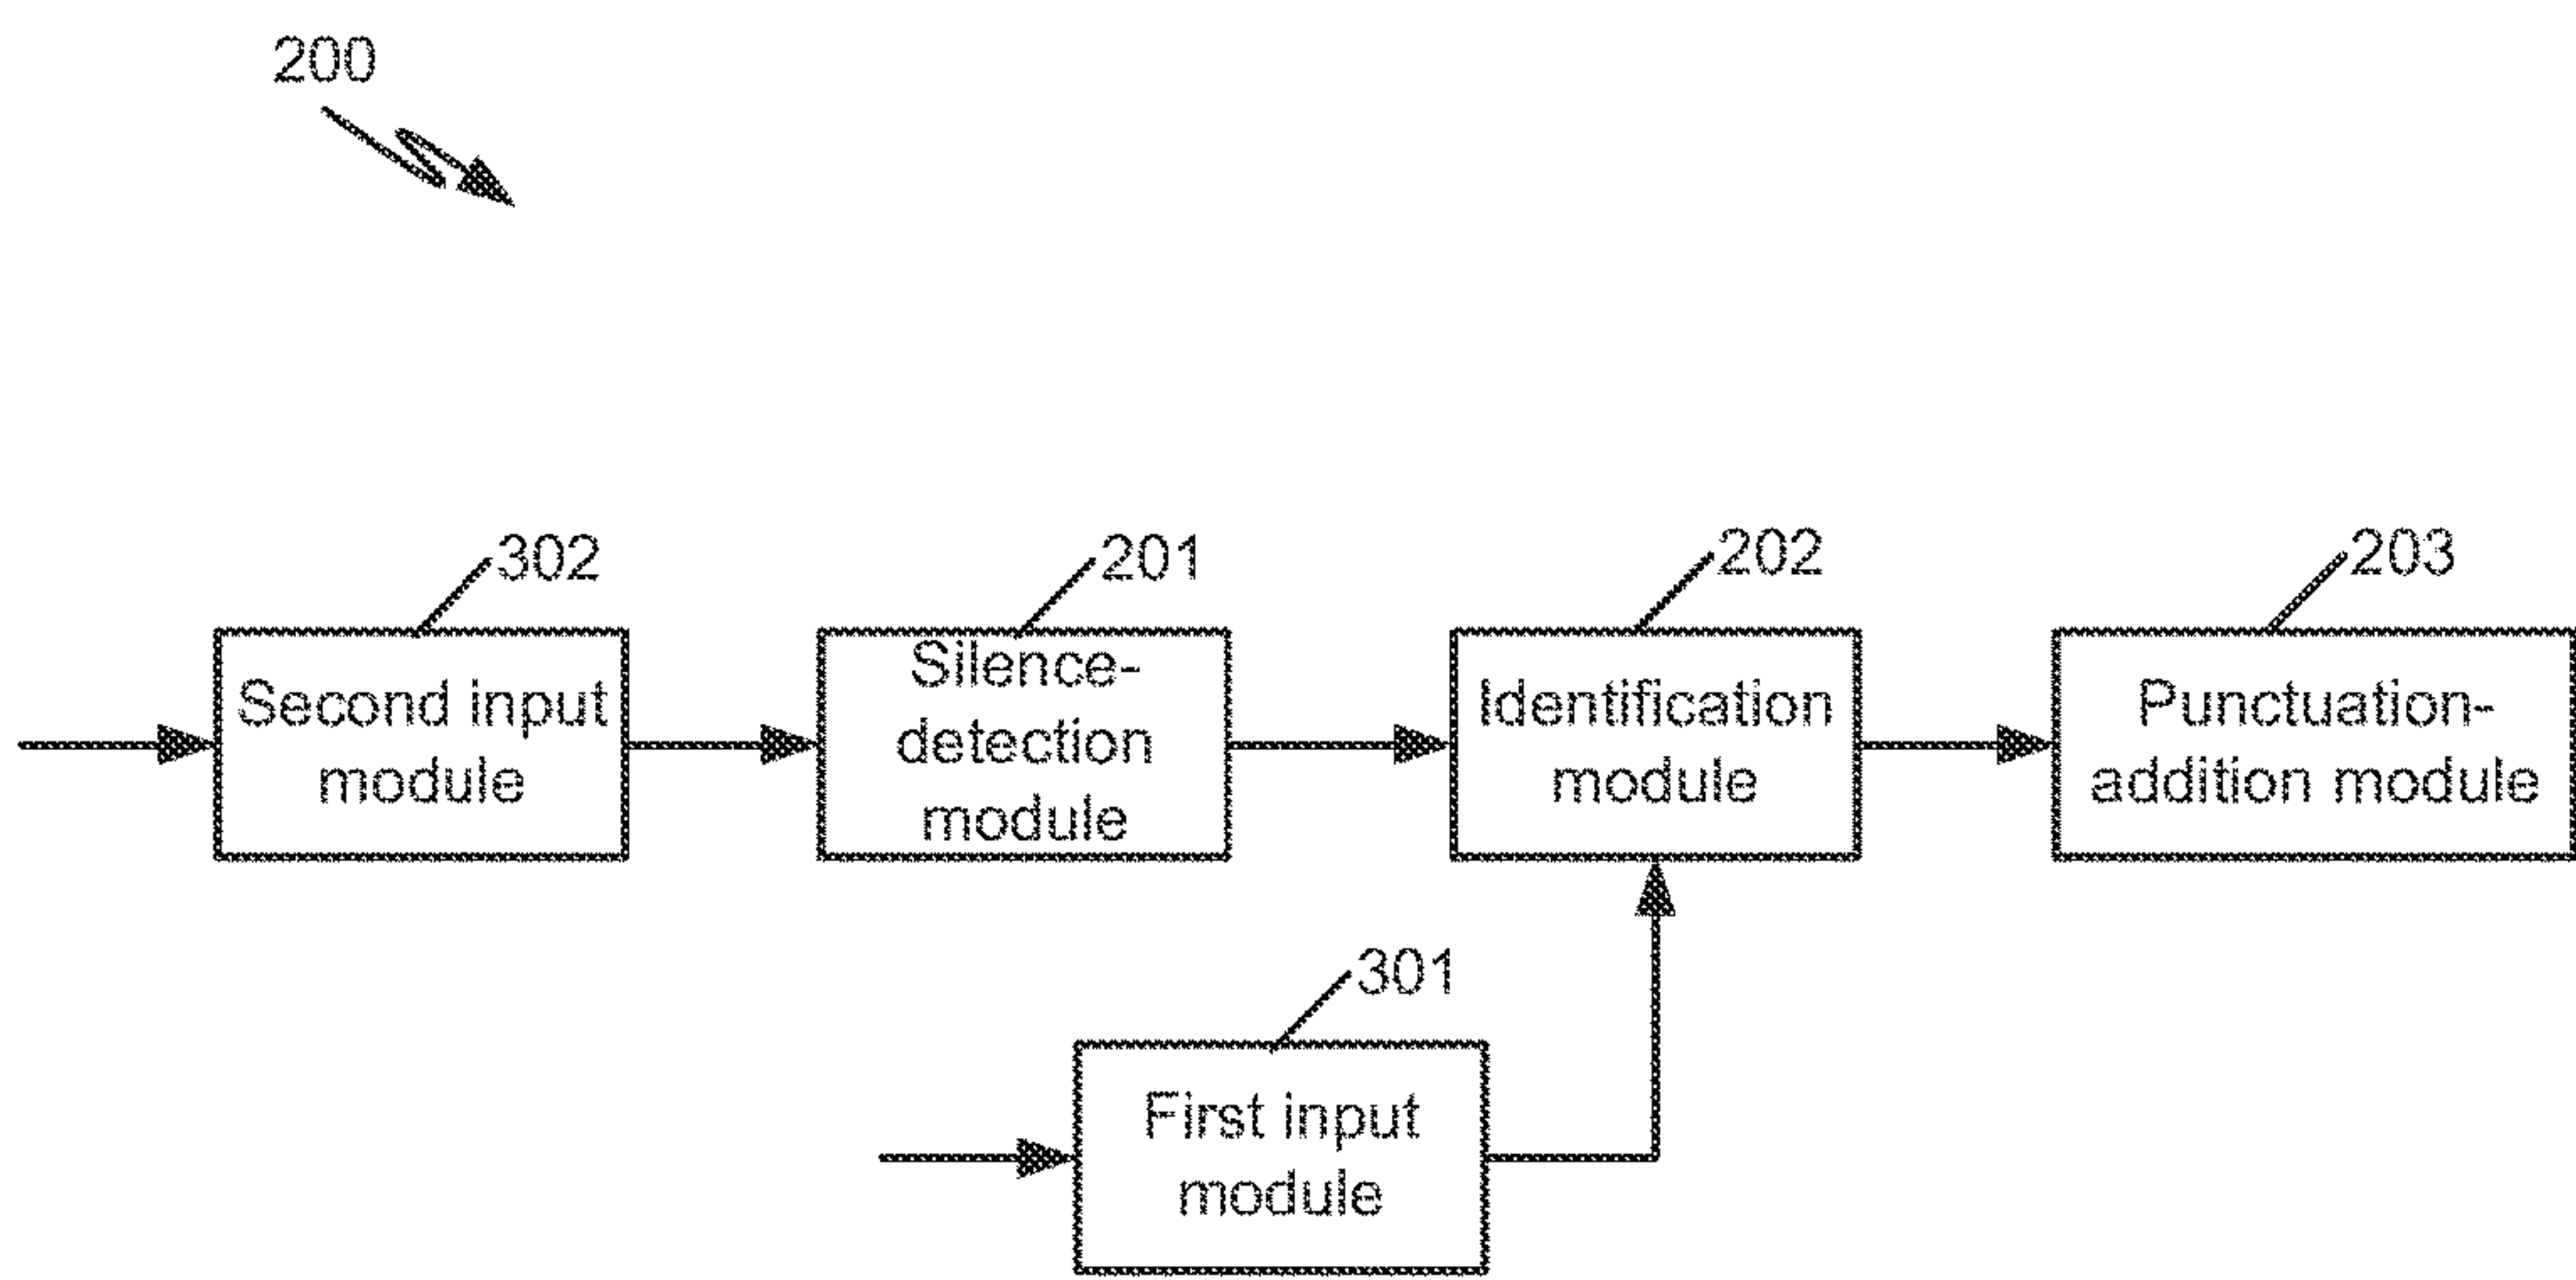 200
302
201
202
203
Second input
module
Silence-
detection
module
Identification
module
Punctuation-
addition module
301
First input
module